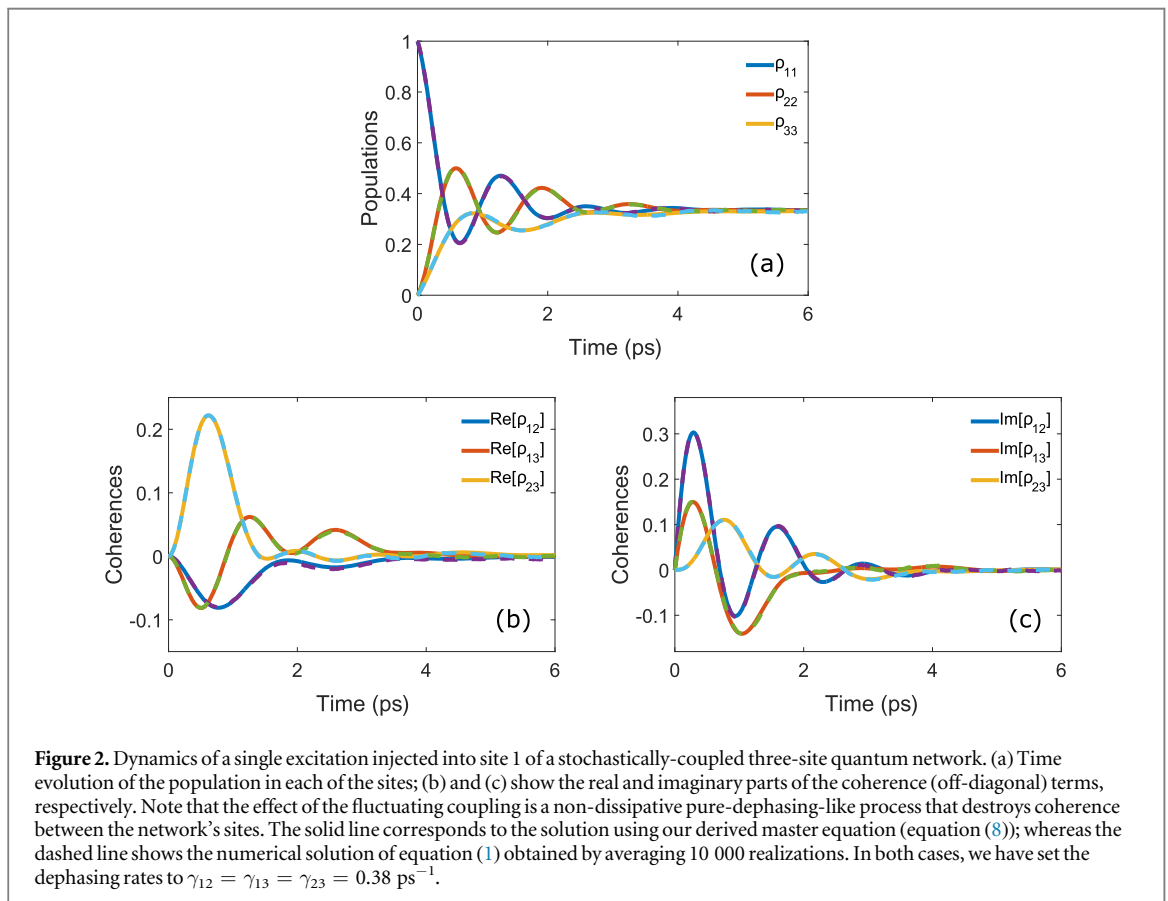 1
0.8
0.6
0.4
0.2
0
Populations
ρ11
ρ22
ρ33
(a)
0 2 4 6
Time (ps)
0.2
0.1
0
-0.1
Coherences
Re[ρ12]
Re[ρ13]
Re[ρ23]
(b)
0 2 4 6
Time (ps)
0.3
0.2
0.1
0
-0.1
Coherences
Im[ρ12]
Im[ρ13]
Im[ρ23]
(c)
0 2 4 6
Time (ps)
Figure 2. Dynamics of a single excitation injected into site 1 of a stochastically-coupled three-site quantum network. (a) Time
evolution of the population in each of the sites; (b) and (c) show the real and imaginary parts of the coherence (off-diagonal) terms,
respectively. Note that the effect of the fluctuating coupling is a non-dissipative pure-dephasing-like process that destroys coherence
between the network's sites. The solid line corresponds to the solution using our derived master equation (equation (8)); whereas the
dashed line shows the numerical solution of equation (1) obtained by averaging 10 000 realizations. In both cases, we have set the
dephasing rates to γ12 = γ13 = γ23 = 0.38 ps−1.